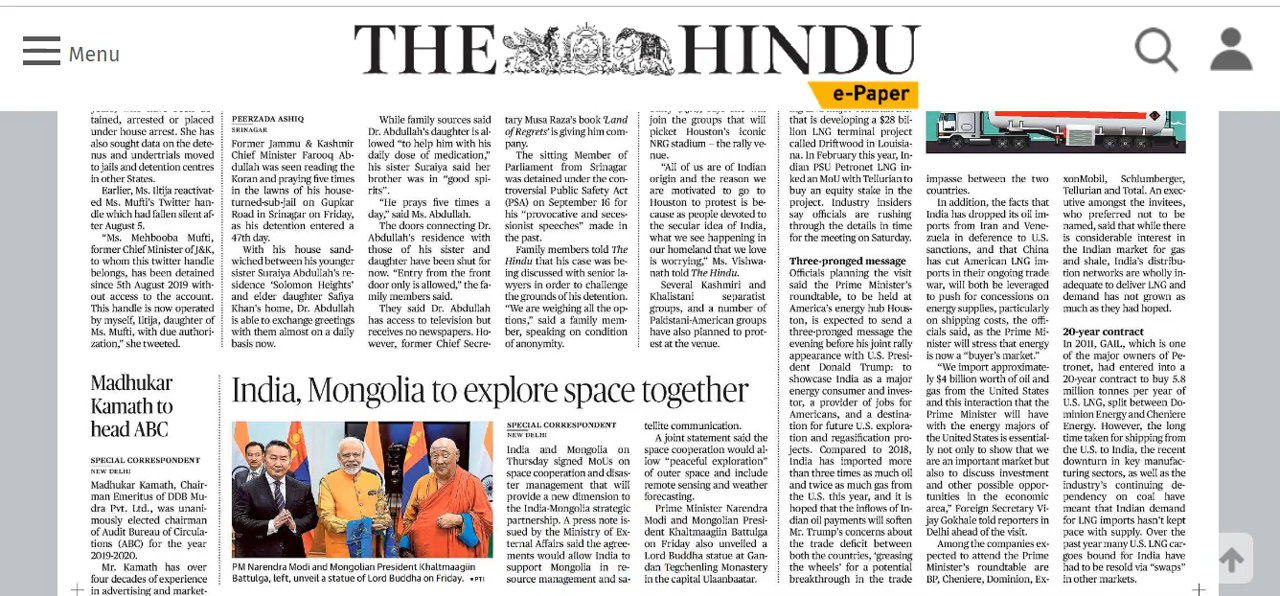 Menu
THE HINDU
e-Paper
tained, arrested or placed
under house arrest. She has
also sought data on the dete-
nus and undertrials moved
to jails and detention centres
in other States.
Earlier, Ms. Iltija reactivat-
ed Ms. Mufti's Twitter han-
dle which had fallen silent af-
ter August 5.
"Ms. Mehbooba Mufti,
former Chief Minister of J&K,
to whom this twitter handle
belongs, has been detained
since 5th August 2019 with-
out access to the account.
This handle is now operated
by myself, Iltija, daughter of
Ms. Mufti, with due authori-
zation," she tweeted.
Madhukar
Kamath to
head ABC
SPECIAL CORRESPONDENT
NEW DELHI
Madhukar Kamath, Chair-
man Emeritus of DDB Mu-
dra Pvt. Ltd., was unani-
mously elected chairman
of Audit Bureau of Circula-
tions (ABC) for the year
2019-2020.
Mr. Kamath has over
four decades of experience
in advertising and market-
PEERZADA ASHIQ
SRINAGAR
Former Jammu & Kashmir
Chief Minister Farooq Ab-
dullah was seen reading the
Koran and praying five times
in the lawns of his house-
turned-sub-jail on Gupkar
Road in Srinagar on Friday,
as his detention entered a
47th day.
With his house sand-
wiched between his younger
sister Suraiya Abdullah's re-
sidence 'Solomon Heights'
and elder daughter Safiya
Khan's home, Dr. Abdullah
is able to exchange greetings
with them almost on a daily
basis now.
While family sources said
Dr. Abdullah's daughter is al-
lowed "to help him with his
daily dose of medication,"
his sister Suraiya said her
brother was in "good spi-
rits".
"He prays five times a
day," said Ms. Abdullah.
The doors connecting Dr.
Abdullah's residence with
those of his sister and
daughter have been shut for
now. "Entry from the front
door only is allowed," the fa-
mily members said.
They said Dr. Abdullah
has access to television but
receives no newspapers. Ho-
wever, former Chief Secre-
tary Musa Raza's book 'Land
of Regrets' is giving him com-
pany.
The sitting Member of
Parliament from Srinagar
was detained under the con-
troversial Public Safety Act
(PSA) on September 16 for
his "provocative and seces-
sionist speeches" made in
the past.
Family members told The
Hindu that his case was be-
ing discussed with senior la-
wyers in order to challenge
the grounds of his detention.
"We are weighing all the op-
tions," said a family mem-
ber, speaking on condition
of anonymity.
India, Mongolia to explore space together
PM Narendra Modi and Mongolian President Khaltmaagiin
Battulga, left, unveil a statue of Lord Buddha on Friday. • PTI
SPECIAL CORRESPONDENT
NEW DELHI
India and Mongolia on
Thursday signed MoUs on
space cooperation and disas-
ter management that will
provide a new dimension to
the India-Mongolia strategic
partnership. A press note is-
sued by the Ministry of Ex-
ternal Affairs said the agree-
ments would allow India to
support Mongolia in re-
source management and sa-
tellite communication.
A joint statement said the
space cooperation would al-
low "peaceful exploration"
of outer space and include
remote sensing and weather
forecasting.
Prime Minister Narendra
Modi and Mongolian Presi-
dent Khaltmaagiin Battulga
on Friday also unveiled a
Lord Buddha statue at Gan-
dan Tegchenling Monastery
in the capital Ulaanbaatar.
join the groups that will
picket Houston's iconic
NRG stadium – the rally ve-
nue.
"All of us are of Indian
origin and the reason we
are motivated to go to
Houston to protest is be-
cause as people devoted to
the secular idea of India,
what we see happening in
our homeland that we love
is worrying," Ms. Vishwa-
nath told The Hindu.
Several Kashmiri and
Khalistani separatist
groups, and a number of
Pakistani-American groups
have also planned to prot-
est at the venue.
that is developing a $28 bil-
lion LNG terminal project
called Driftwood in Louisia-
na. In February this year, In-
dian PSU Petronet LNG in-
ked an MoU with Tellurian to
buy an equity stake in the
project. Industry insiders
say officials are rushing
through the details in time
for the meeting on Saturday.
Three-pronged message
Officials planning the visit
said the Prime Minister's
roundtable, to be held at
America's energy hub Hous-
ton, is expected to send a
three-pronged message the
evening before his joint rally
appearance with U.S. Presi-
dent Donald Trump: to
showcase India as a major
energy consumer and inves-
tor, a provider of jobs for
Americans, and a destina-
tion for future U.S. explo-
ration and regasification pro-
jects. Compared to 2018,
India has imported more
than three times as much oil
and twice as much gas from
the U.S. this year, and it is
hoped that the inflows of In-
dian oil payments will soften
Mr. Trump's concerns about
the trade deficit between
both the countries, 'greasing
the wheels' for a potential
breakthrough in the trade
impasse between the two
countries.
In addition, the facts that
India has dropped its oil im-
ports from Iran and Vene-
zuela in deference to U.S.
sanctions, and that China
has cut American LNG im-
ports in their ongoing trade
war, will both be leveraged
to push for concessions on
energy supplies, particularly
on shipping costs, the offi-
cials said, as the Prime Mi-
nister will stress that energy
is now a "buyer's market."
"We import approximate-
ly $4 billion worth of oil and
gas from the United States
and this interaction that the
Prime Minister will have
with the energy majors of
the United States is essential-
ly not only to show that we
are an important market but
also to discuss investment
and other possible oppor-
tunities in the economic
area," Foreign Secretary Vi-
jay Gokhale told reporters in
Delhi ahead of the visit.
Among the companies ex-
pected to attend the Prime
Minister's roundtable are
BP, Cheniere, Dominion, Ex-
xonMobil, Schlumberger,
Tellurian and Total. An exec-
utive amongst the invitees,
who preferred not to be
named, said that while there
is considerable interest in
the Indian market for gas
and shale, India's distribu-
tion networks are wholly in-
adequate to deliver LNG and
demand has not grown as
much as they had hoped.
20-year contract
In 2011, GAIL, which is one
of the major owners of Pe-
tronet, had entered into a
20-year contract to buy 5.8
million tonnes per year of
U.S. LNG, split between Do-
minion Energy and Cheniere
Energy. However, the long
time taken for shipping from
the U.S. to India, the recent
downturn in key manufac-
turing sectors, as well as the
industry's continuing de-
pendency on coal have
meant that Indian demand
for LNG imports hasn't kept
pace with supply. Over the
past year many U.S. LNG car-
goes bound for India have
had to be resold via "swaps"
in other markets.